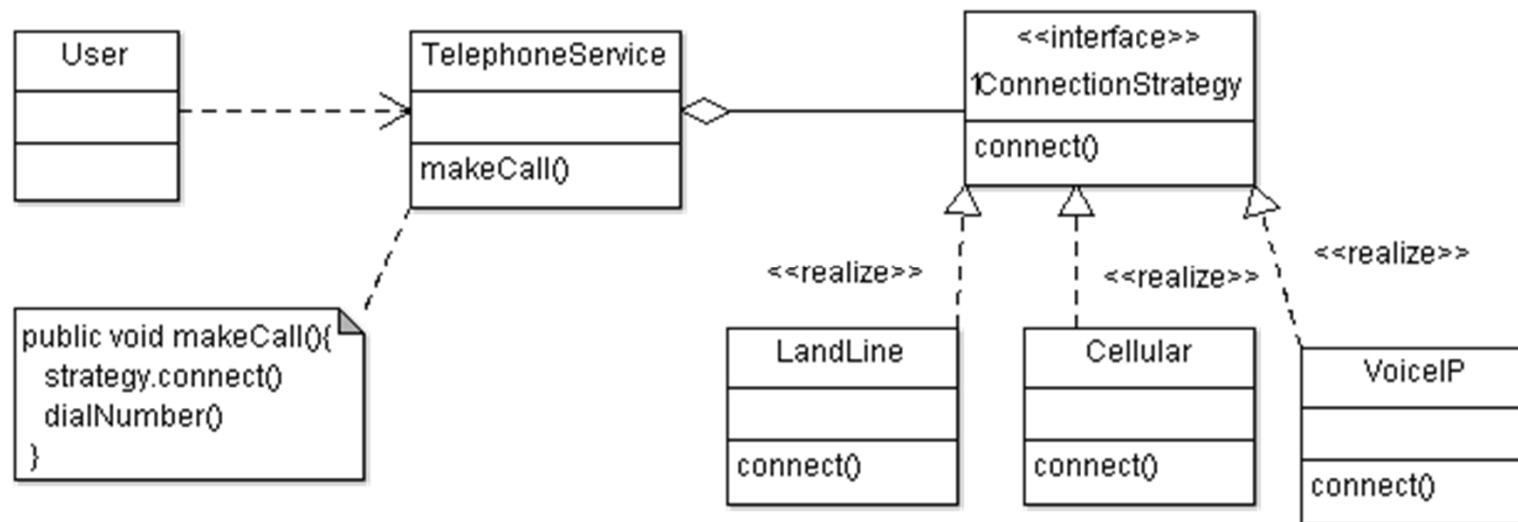 User
TelephoneService
makeCall()
<<interface>>
1ConnectionStrategy
connect()
public void makeCall(){
strategy.connect()
dialNumber()
}
<<realize>>
<<realize>>
<<realize>>
LandLine
connect()
Cellular
connect()
VoiceIP
connect()